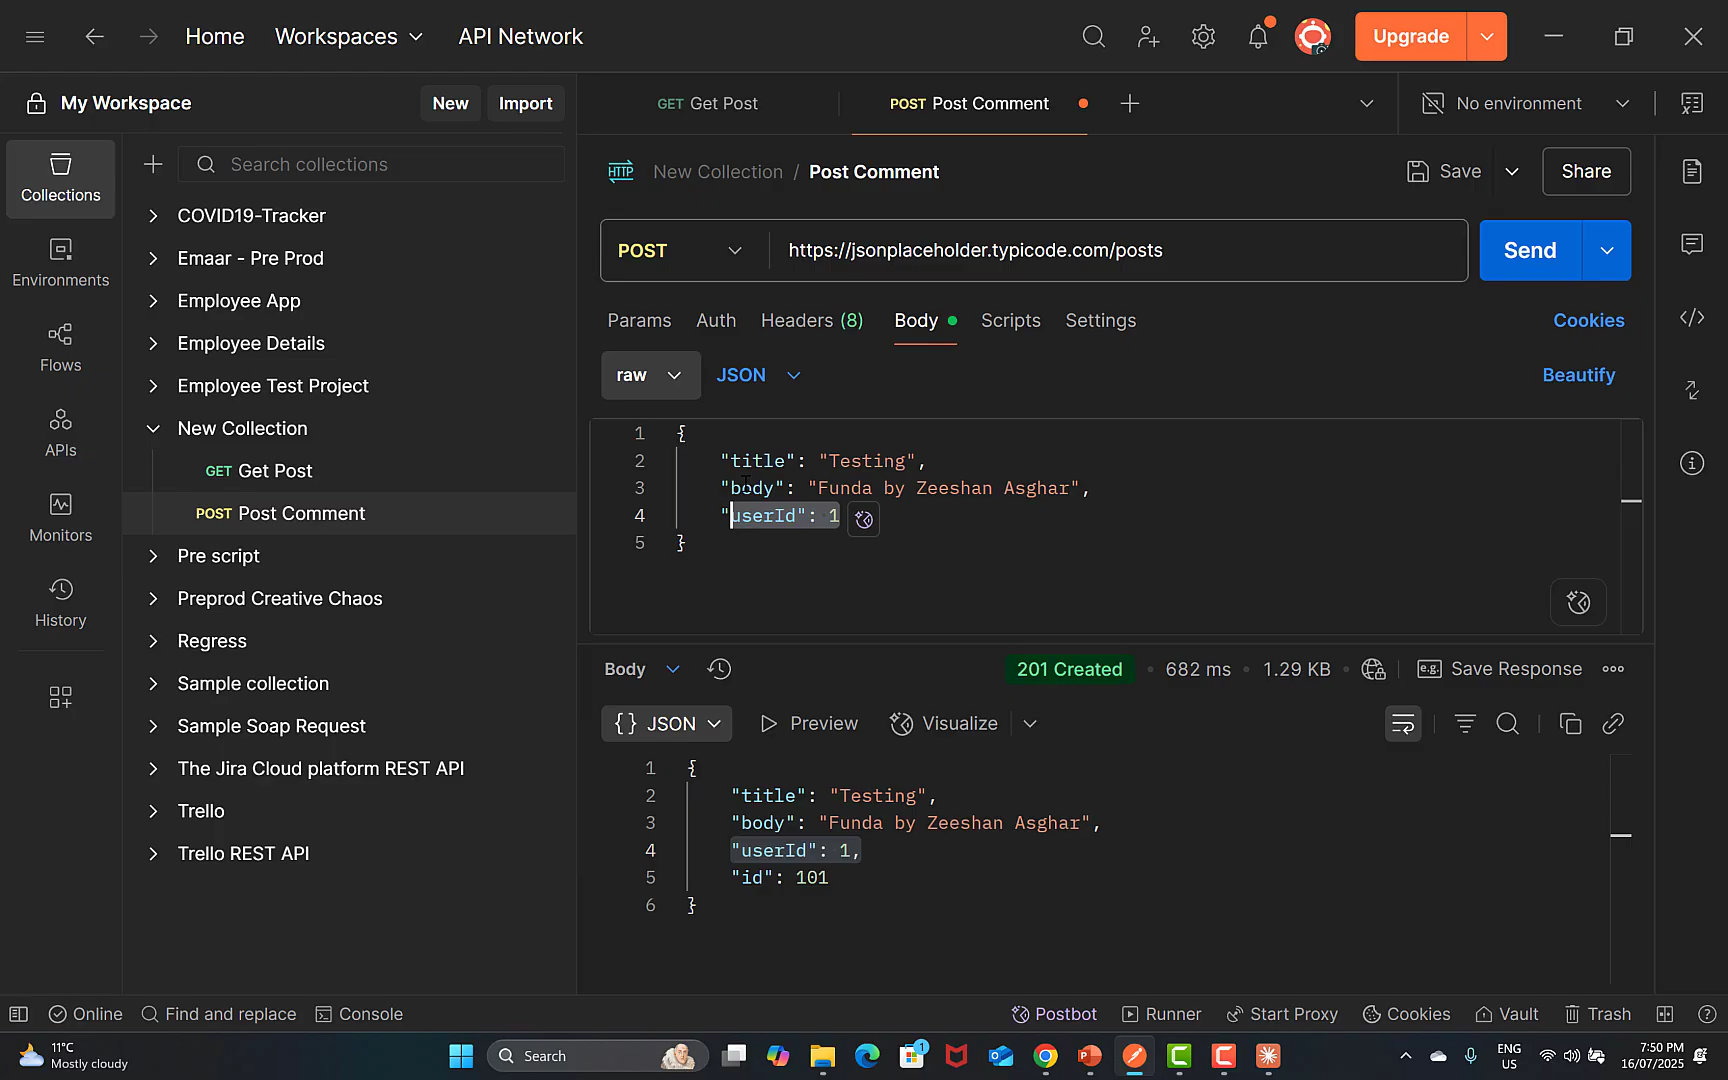 Home Workspaces API Network Upgrade
My Workspace New Import
GET Get Post POST Post Comment No environment
Collections
Environments
Flows
APIs
Monitors
History
Search collections
COVID19-Tracker
Emaar - Pre Prod
Employee App
Employee Details
Employee Test Project
New Collection
GET Get Post
POST Post Comment
Pre script
Preprod Creative Chaos
Regress
Sample collection
Sample Soap Request
The Jira Cloud platform REST API
Trello
Trello REST API
HTTP New Collection / Post Comment Save Share
POST https://jsonplaceholder.typicode.com/posts Send
Params Auth Headers (8) Body Scripts Settings Cookies
raw JSON Beautify
1 {
2 "title": "Testing",
3 "body": "Funda by Zeeshan Asghar",
4 "userId": 1
5 }
Body 201 Created • 682 ms • 1.29 KB • e.g. Save Response
{} JSON Preview Visualize
1 {
2 "title": "Testing",
3 "body": "Funda by Zeeshan Asghar",
4 "userId": 1,
5 "id": 101
6 }
Online Find and replace Console Postbot Runner Start Proxy Cookies Vault Trash
11°C
Mostly cloudy
Search
1
ENG
US
7:50 PM
16/07/2025